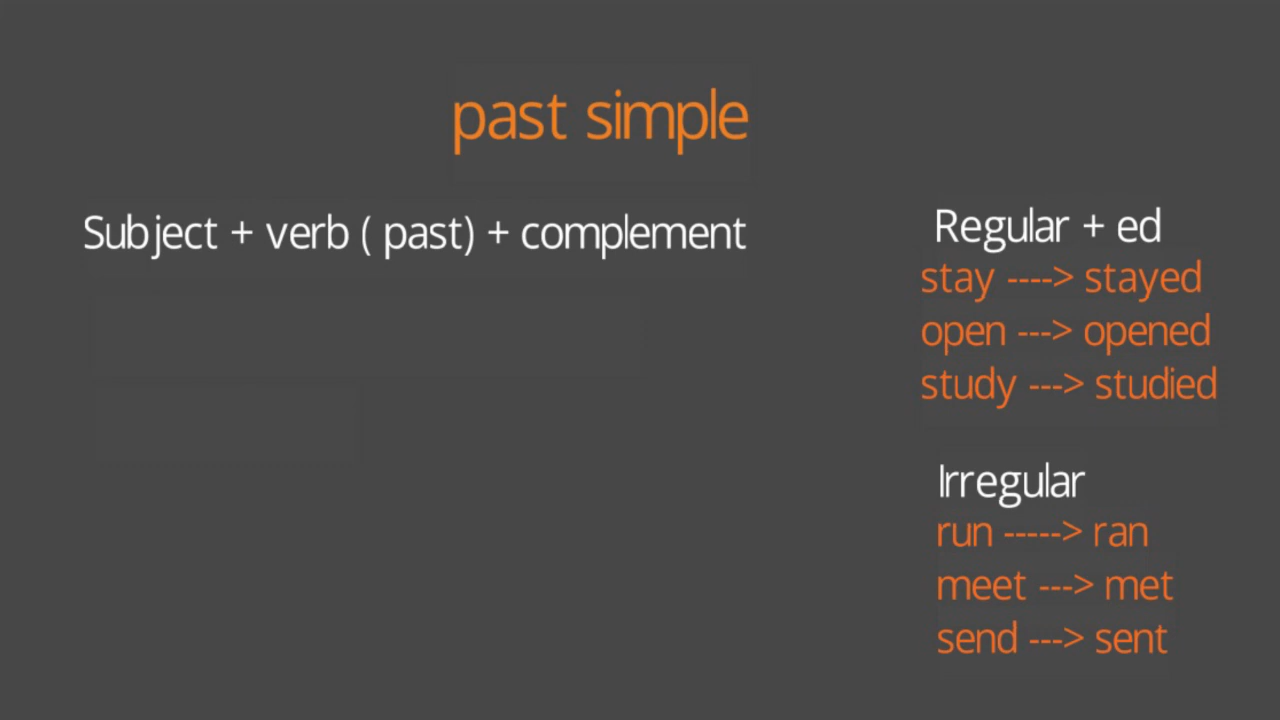 past simple
Subject + verb ( past) + complement
Regular + ed
stay ----> stayed
open ---> opened
study ---> studied
Irregular
run -----> ran
meet ---> met
send ---> sent